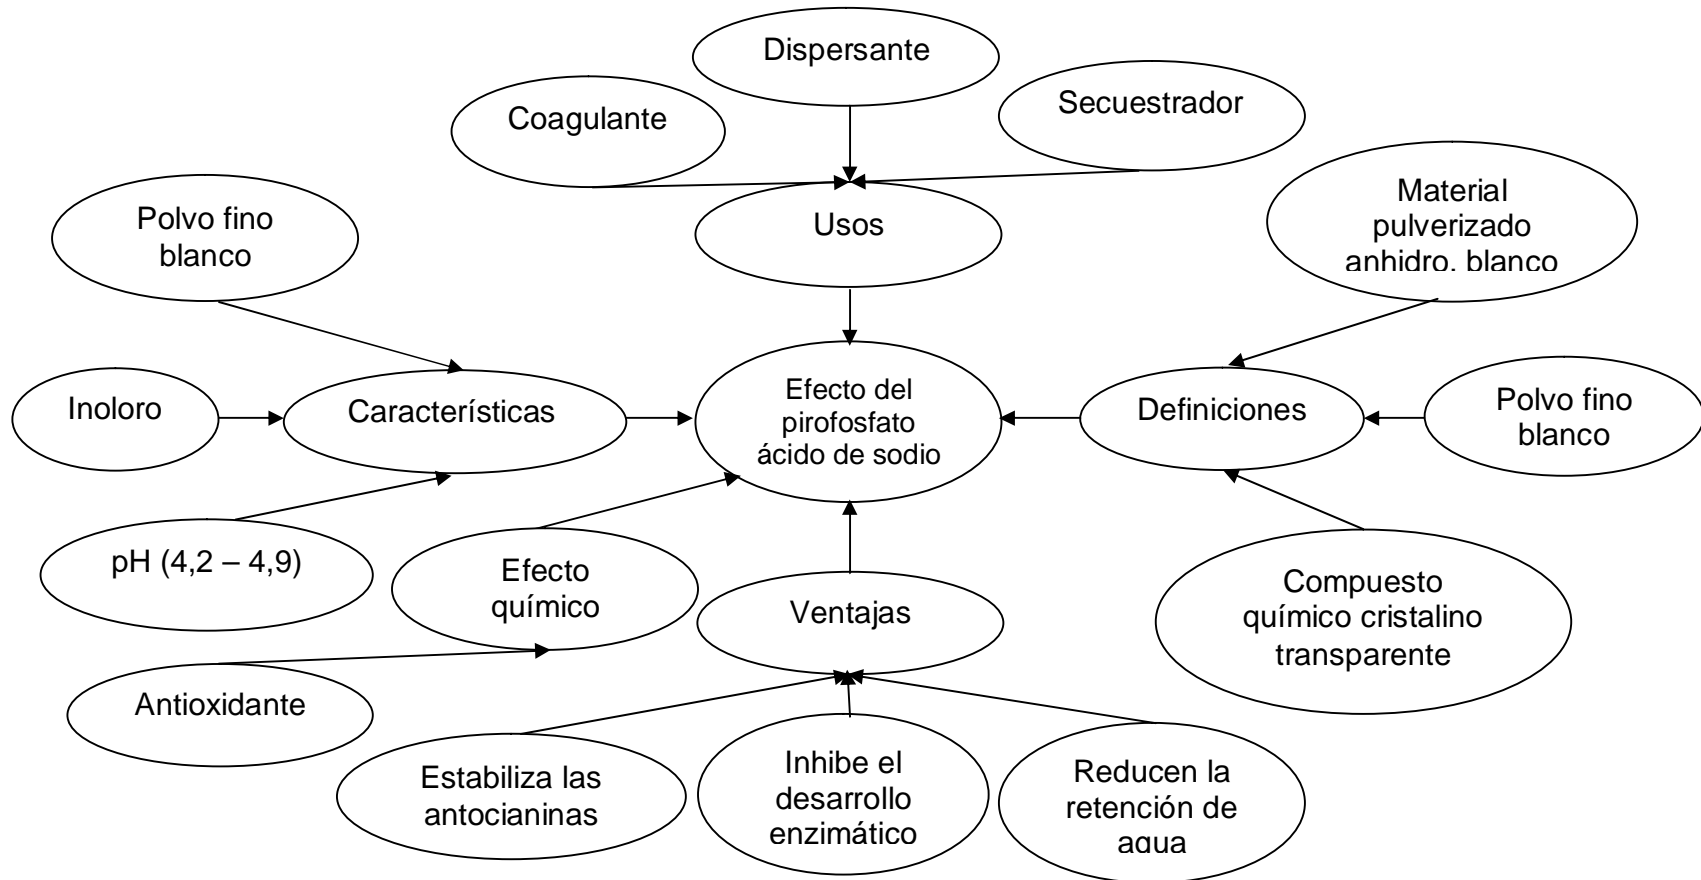 Dispersante
Coagulante
Secuestrador
Usos
Polvo fino
blanco
Material
pulverizado
anhidro, blanco
Inoloro
Características
Efecto del
pirofosfato
ácido de sodio
Definiciones
Polvo fino
blanco
pH (4,2 – 4,9)
Efecto
químico
Ventajas
Compuesto
químico cristalino
transparente
Antioxidante
Estabiliza las
antocianinas
Inhibe el
desarrollo
enzimático
Reducen la
retención de
agua